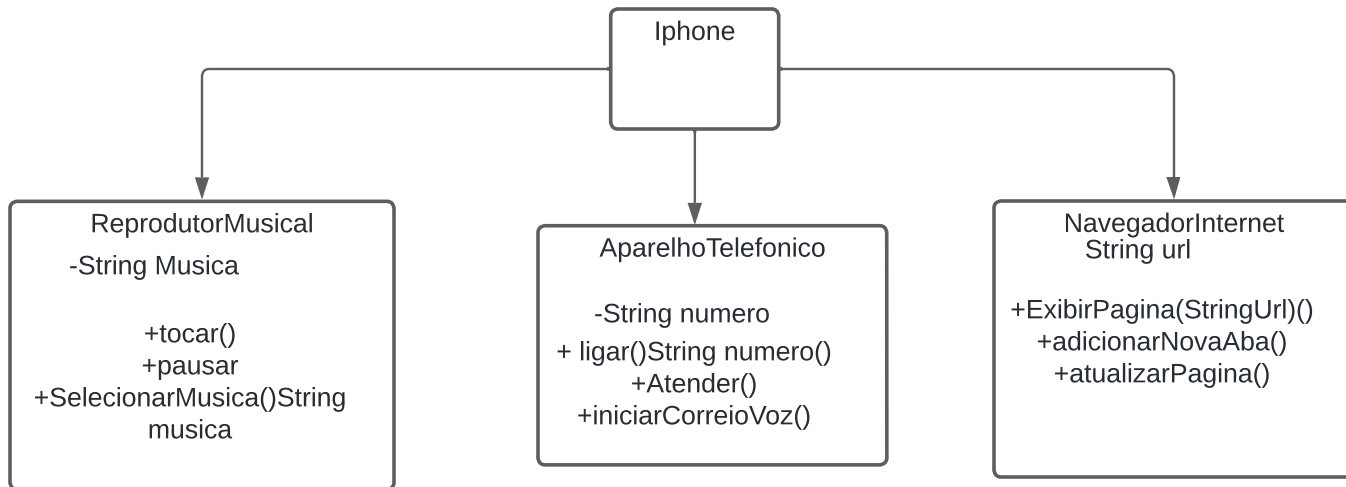 Iphone
ReprodutorMusical
-String Musica
+tocar()
+pausar
+SelecionarMusica()String
musica
AparelhoTelefonico
-String numero
+ ligar()String numero()
+Atender()
+iniciarCorreioVoz()
NavegadorInternet
String url
+ExibirPagina(StringUrl)()
+adicionarNovaAba()
+atualizarPagina()